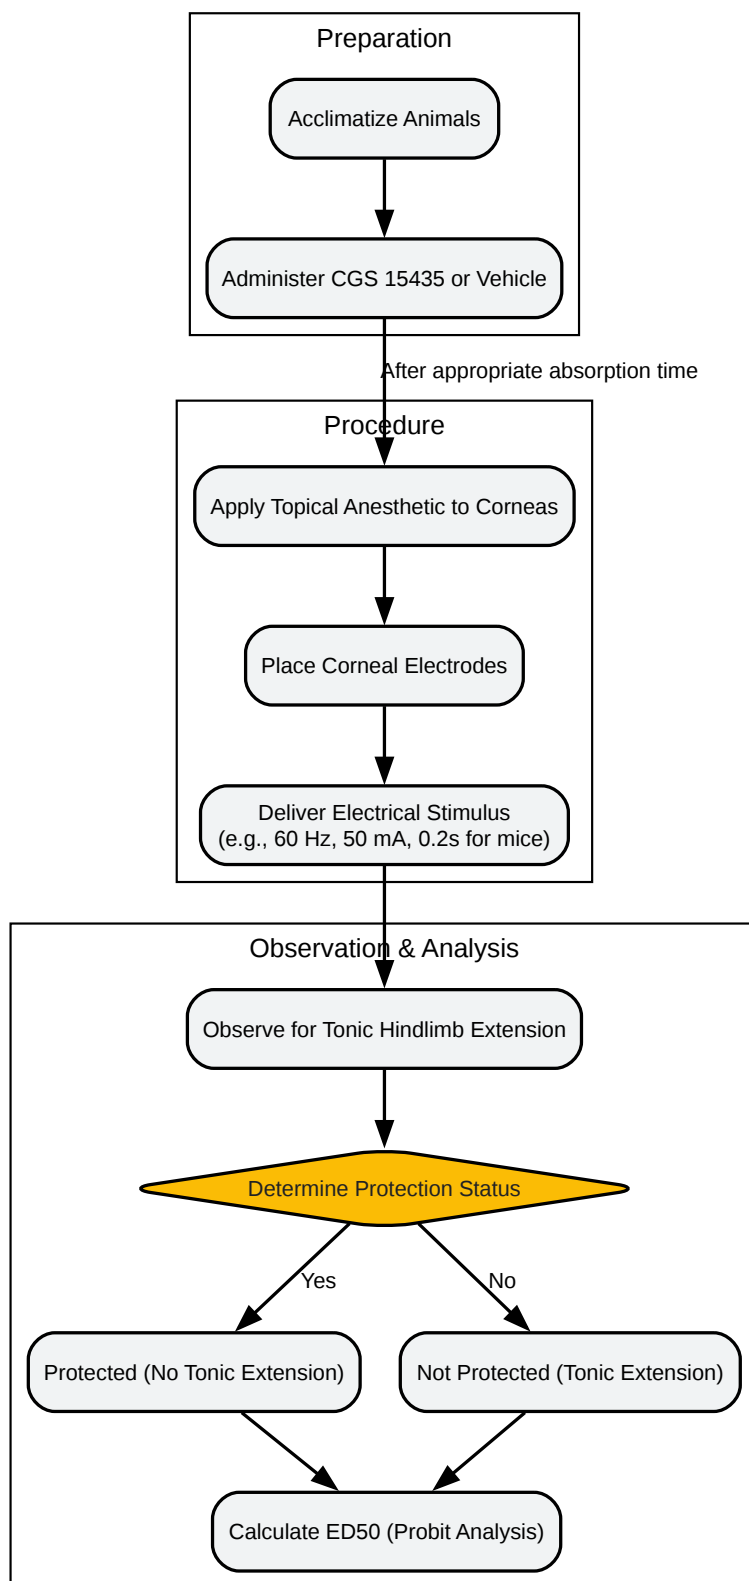 Preparation
Acclimatize Animals
Administer CGS 15435 or Vehicle
After appropriate absorption time
Procedure
Apply Topical Anesthetic to Corneas
Place Corneal Electrodes
Deliver Electrical Stimulus
(e.g., 60 Hz, 50 mA, 0.2s for mice)
Observation & Analysis
Observe for Tonic Hindlimb Extension
Determine Protection Status
Yes
No
Protected (No Tonic Extension)
Not Protected (Tonic Extension)
Calculate ED50 (Probit Analysis)